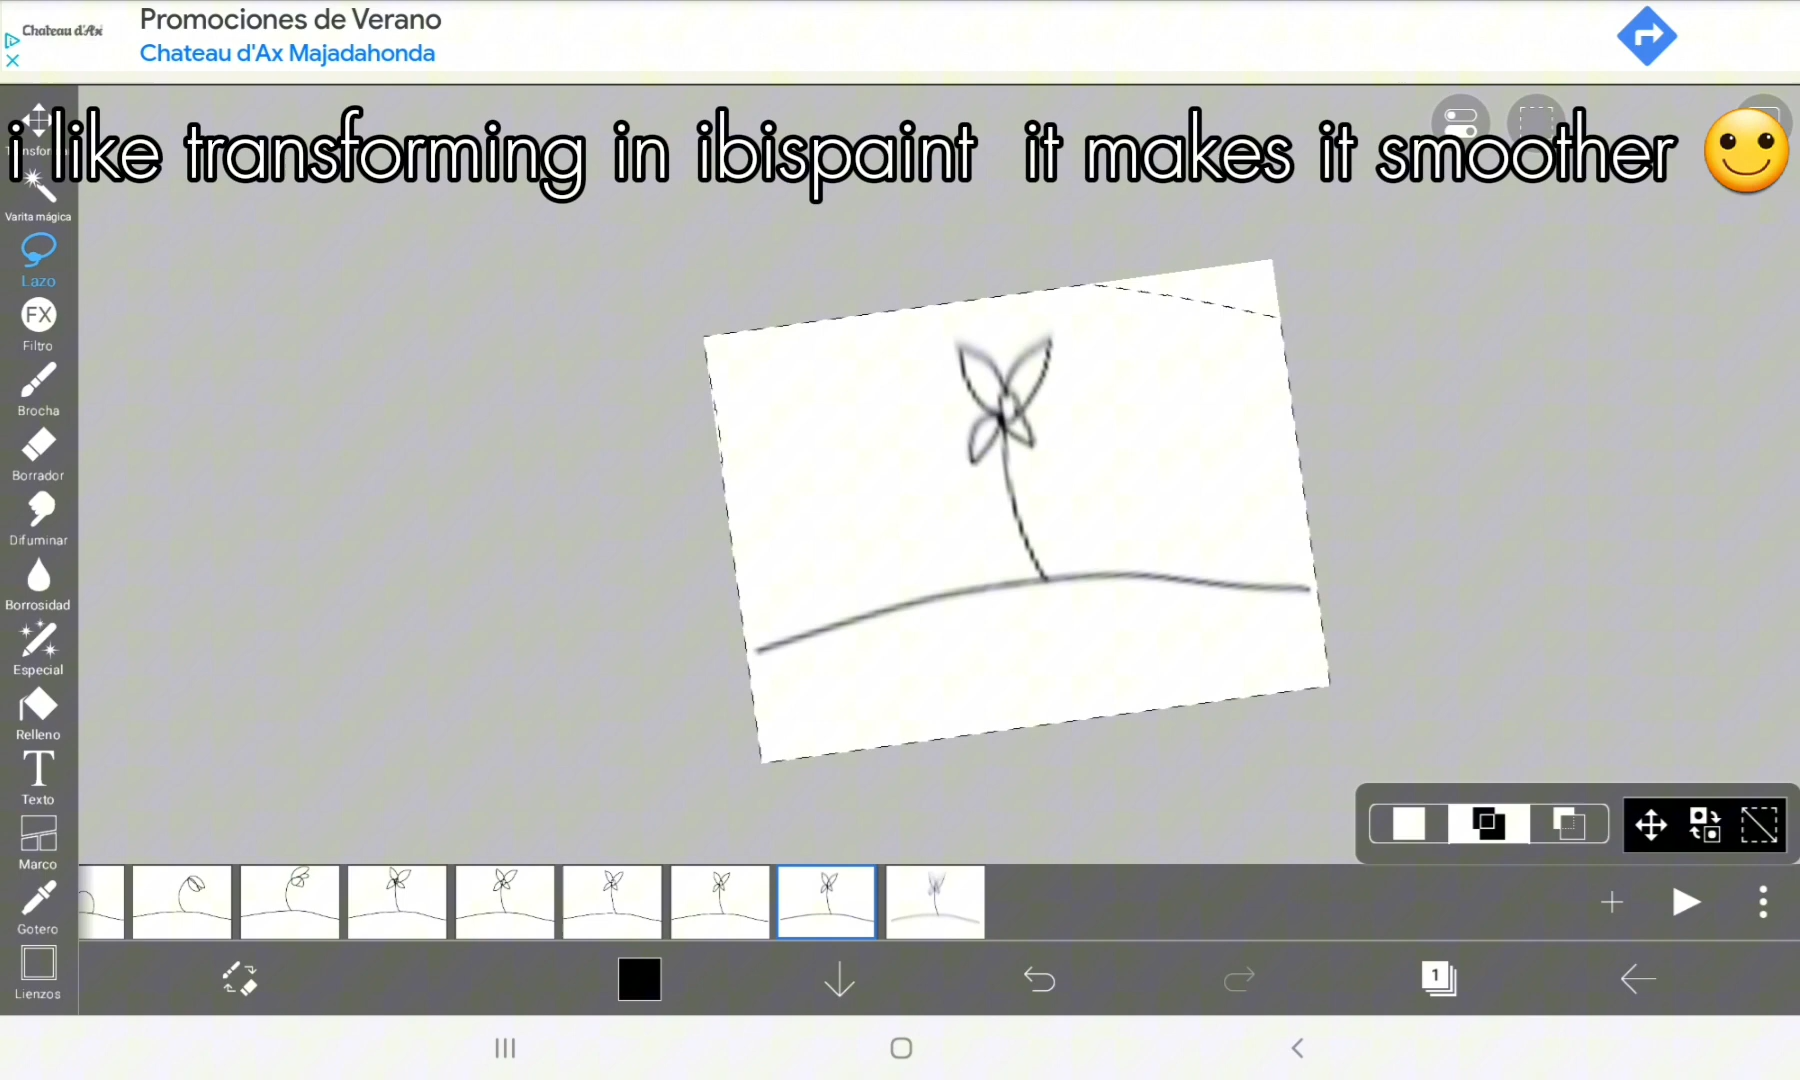 Chateau d'Ax
Promociones de Verano
Chateau d'Ax Majadahonda
i like transforming in ibispaint it makes it smoother 🙂
Varita mágica
Lazo
FX
Filtro
Brocha
Borrador
Difuminar
Borrosidad
Especial
Relleno
T
Texto
Marco
Gotero
Lienzos
1